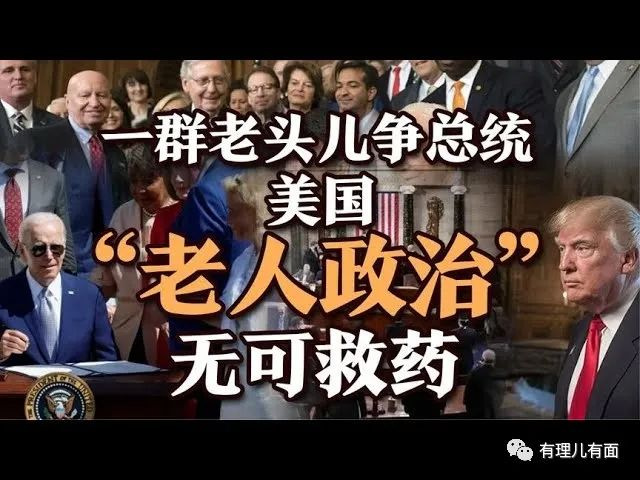 一群老头儿争总统
美国
“老人政治”
无可救药
有理儿有面